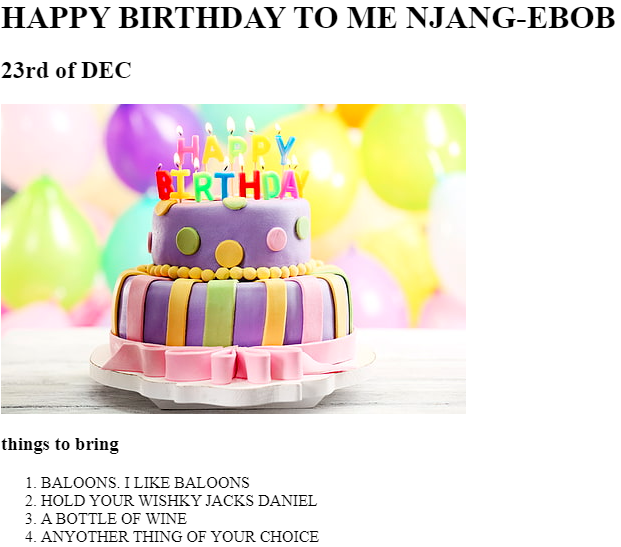 HAPPY BIRTHDAY TO ME NJANG-EBOB
23rd of DEC
HAPPY
BIRTHDAY
things to bring
1. BALOONS. I LIKE BALOONS
2. HOLD YOUR WISHKY JACKS DANIEL
3. A BOTTLE OF WINE
4. ANYOTHER THING OF YOUR CHOICE